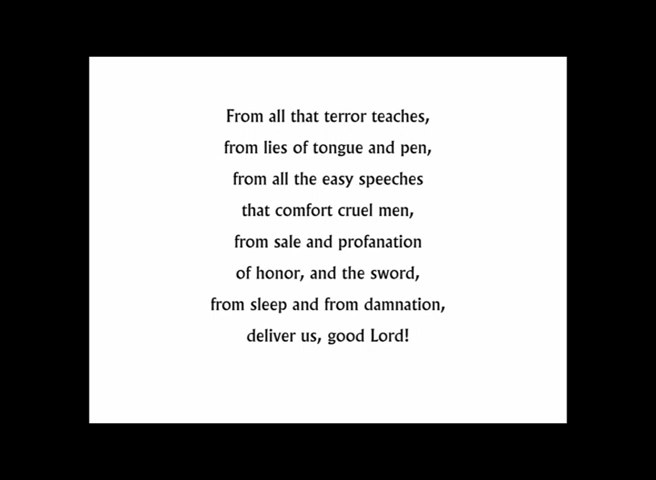 From all that terror teaches,
from lies of tongue and pen,
from all the easy speeches
that comfort cruel men,
from sale and profanation
of honor, and the sword,
from sleep and from damnation,
deliver us, good Lord!